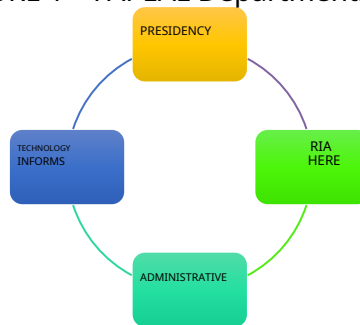 PRESIDENCY
RIA
HERE
TECHNOLOGY
INFORMS
ADMINISTRATIVE